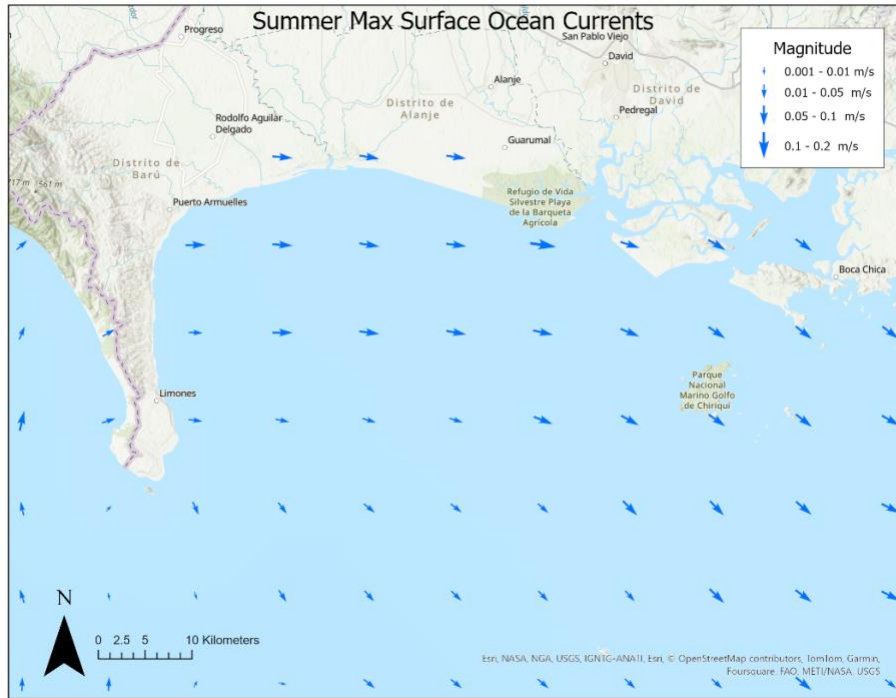 Summer Max Surface Ocean Currents
Progreso
San Pablo Viejo
David
Magnitude
0.001 - 0.01 m/s
0.01 - 0.05 m/s
0.05 - 0.1 m/s
0.1 - 0.2 m/s
Alanje
Distrito de
Alanje
Distrito de
David
Pedregal
Rodolfo Aguilar
Delgado
Guarumal
Distrito de
Barú
717 m
561 m
Refugio de Vida
Silvestre Playa
de la Barqueta
Agrícola
Puerto Armuelles
Boca Chica
Limones
Parque
Nacional
Marino Golfo
de Chiriquí
N
0 2.5 5 10 Kilometers
Esri, NASA, NGA, USGS, IGNTG-ANATI, Esri, © OpenStreetMap contributors, TomTom, Garmin,
Foursquare, FAO, METI/NASA, USGS